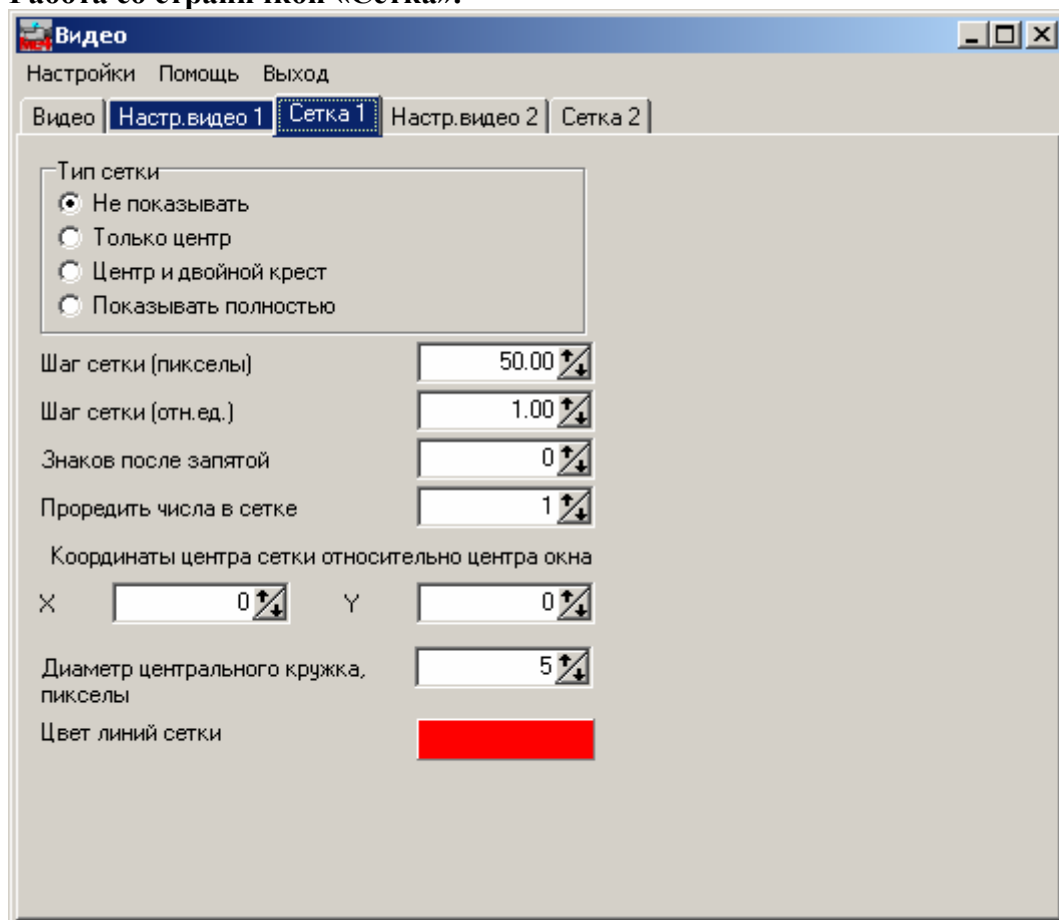 Работа со страничкой «Сетка».
Видео
Настройки Помощь Выход
Видео Настр.видео 1 Сетка 1 Настр.видео 2 Сетка 2
Тип сетки
Не показывать
Только центр
Центр и двойной крест
Показывать полностью
Шаг сетки (пикселы) 50.00
Шаг сетки (отн.ед.) 1.00
Знаков после запятой 0
Проредить числа в сетке 1
Координаты центра сетки относительно центра окна
X 0 Y 0
Диаметр центрального кружка, 5
пикселы
Цвет линий сетки